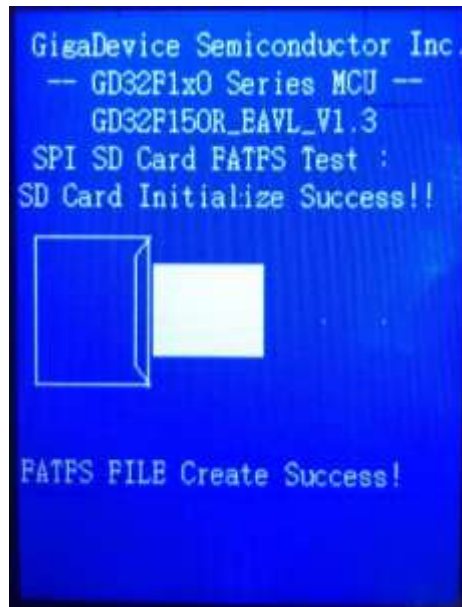 GigaDevice Semiconductor Inc.
-- GD32F1x0 Series MCU --
GD32F150R_EAVL_V1.3
SPI SD Card FATFS Test :
SD Card Initialize Success!!
FATFS FILE Create Success!